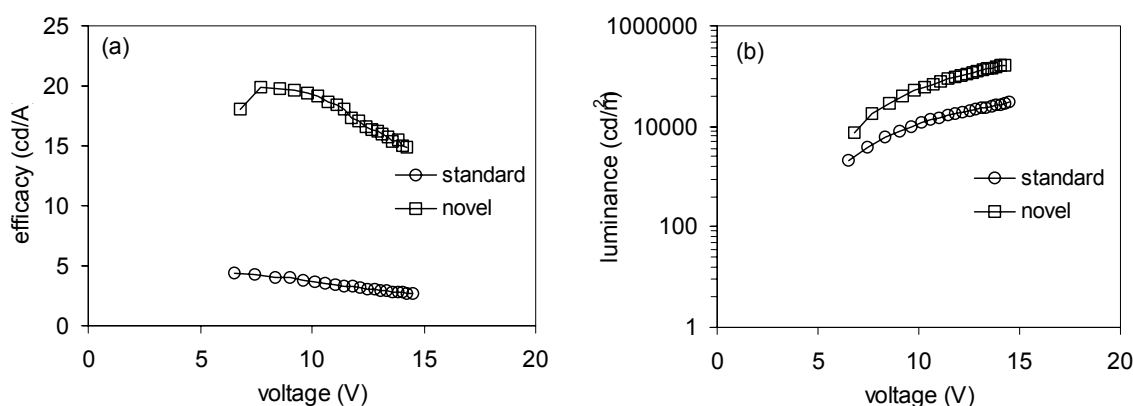 (a)
efficacy (cd/A)
25
20
15
10
5
0
0 5 10 15 20
voltage (V)
standard
novel
(b)
luminance (cd/m2)
1000000
10000
100
1
0 5 10 15 20
voltage (V)
standard
novel